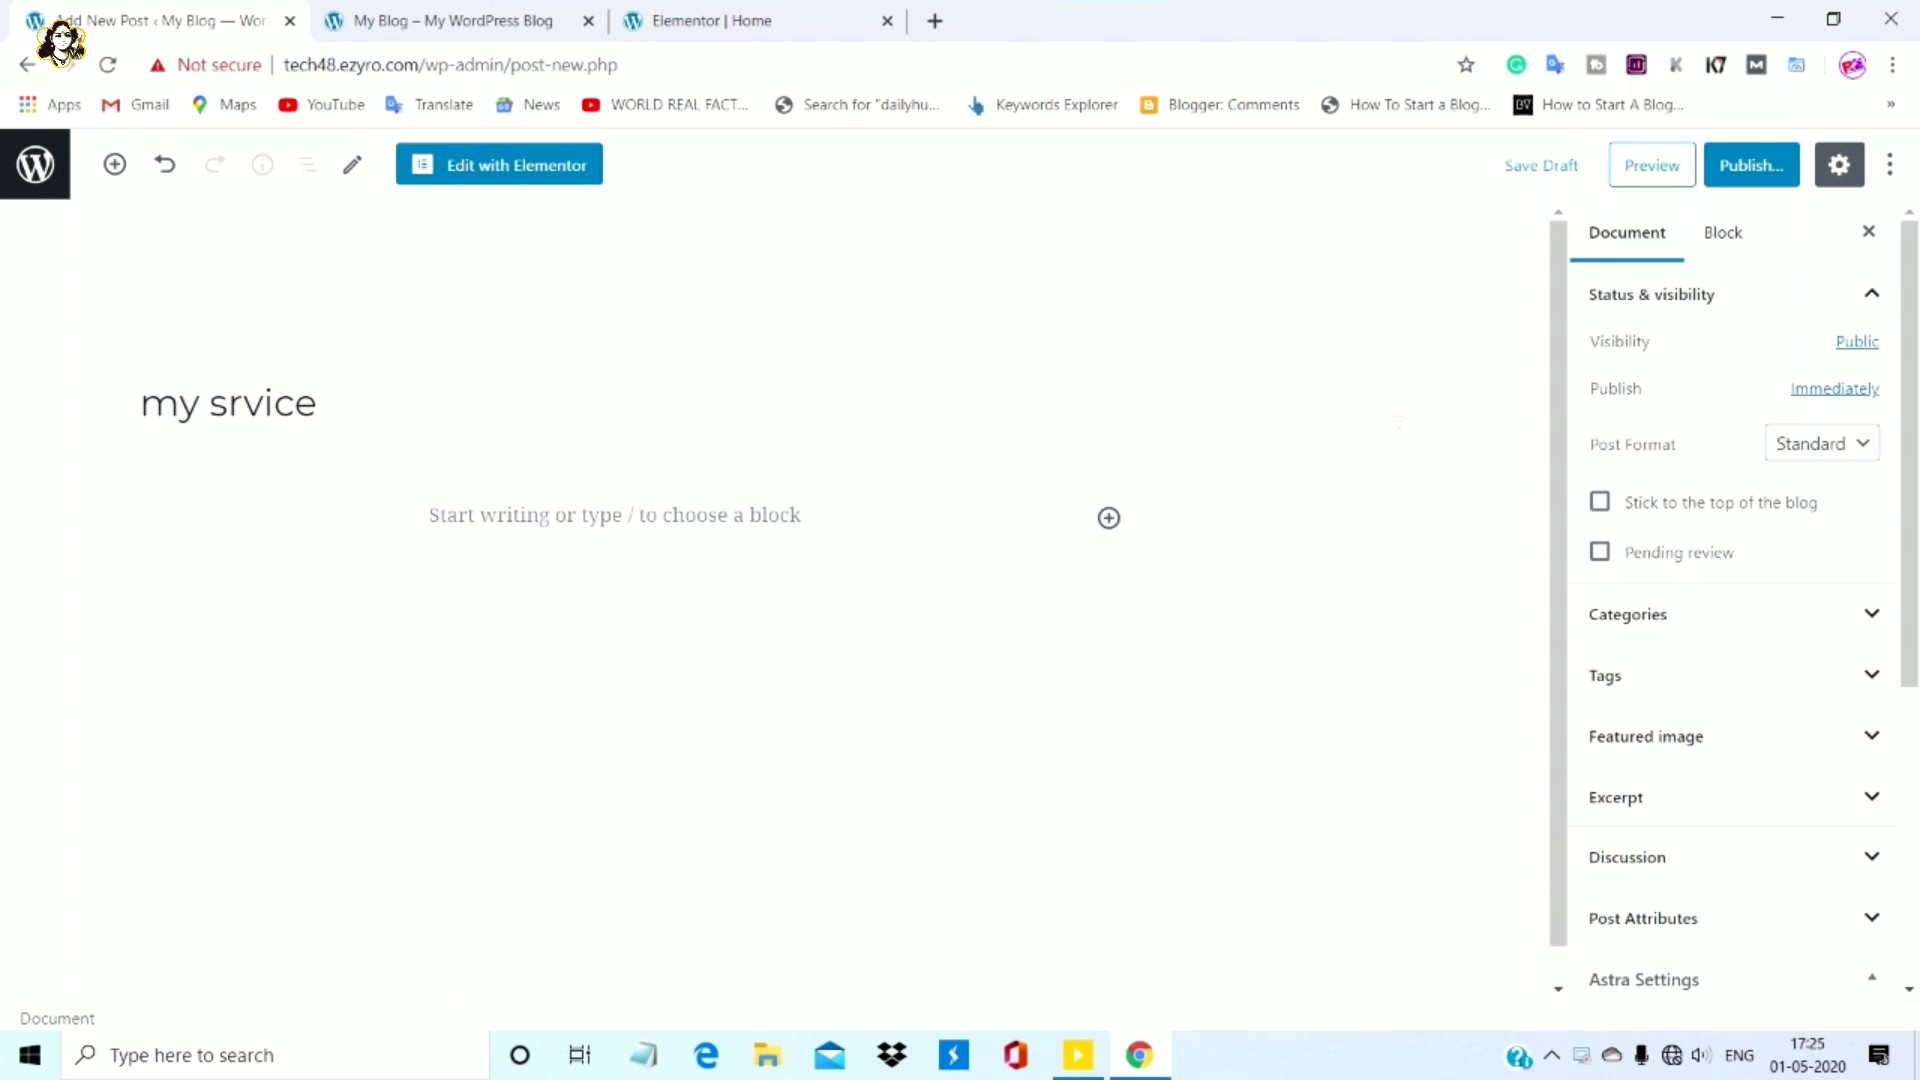 dd New Post ‹ My Blog — Wor
My Blog – My WordPress Blog
Elementor | Home
Not secure
tech48.ezyro.com/wp-admin/post-new.php
Apps
Gmail
Maps
YouTube
Translate
News
WORLD REAL FACT...
Search for "dailyhu...
Keywords Explorer
Blogger: Comments
How To Start a Blog...
How to Start A Blog...
Edit with Elementor
Save Draft
Preview
Publish...
Document
Block
Status & visibility
Visibility
Public
my srvice
Publish
Immediately
Post Format
Standard
Start writing or type / to choose a block
Stick to the top of the blog
Pending review
Categories
Tags
Featured image
Excerpt
Discussion
Post Attributes
Astra Settings
Document
Type here to search
ENG
17:25
01-05-2020